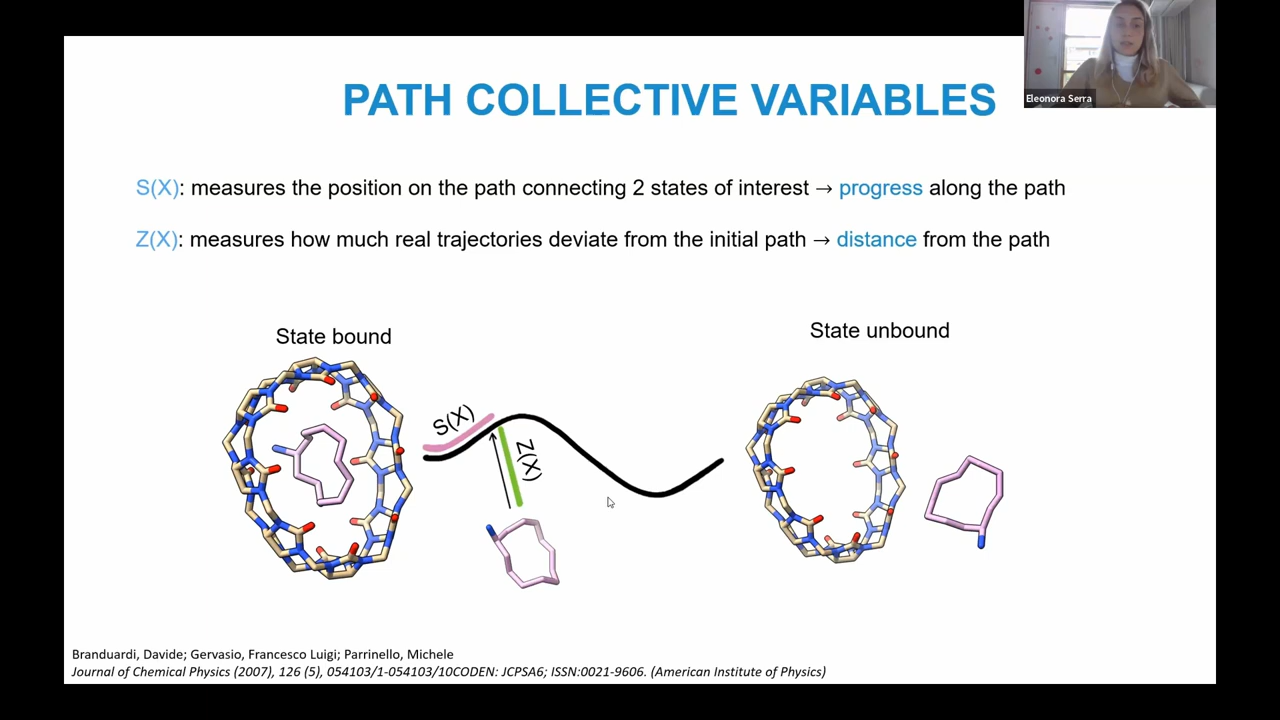 PATH COLLECTIVE VARIABLES
Eleonora Serra
S(X): measures the position on the path connecting 2 states of interest → progress along the path
Z(X): measures how much real trajectories deviate from the initial path → distance from the path
State bound
State unbound
S(X)
Z(X)
Branduardi, Davide; Gervasio, Francesco Luigi; Parrinello, Michele
Journal of Chemical Physics (2007), 126 (5), 054103/1-054103/10CODEN: JCPSA6; ISSN:0021-9606. (American Institute of Physics)